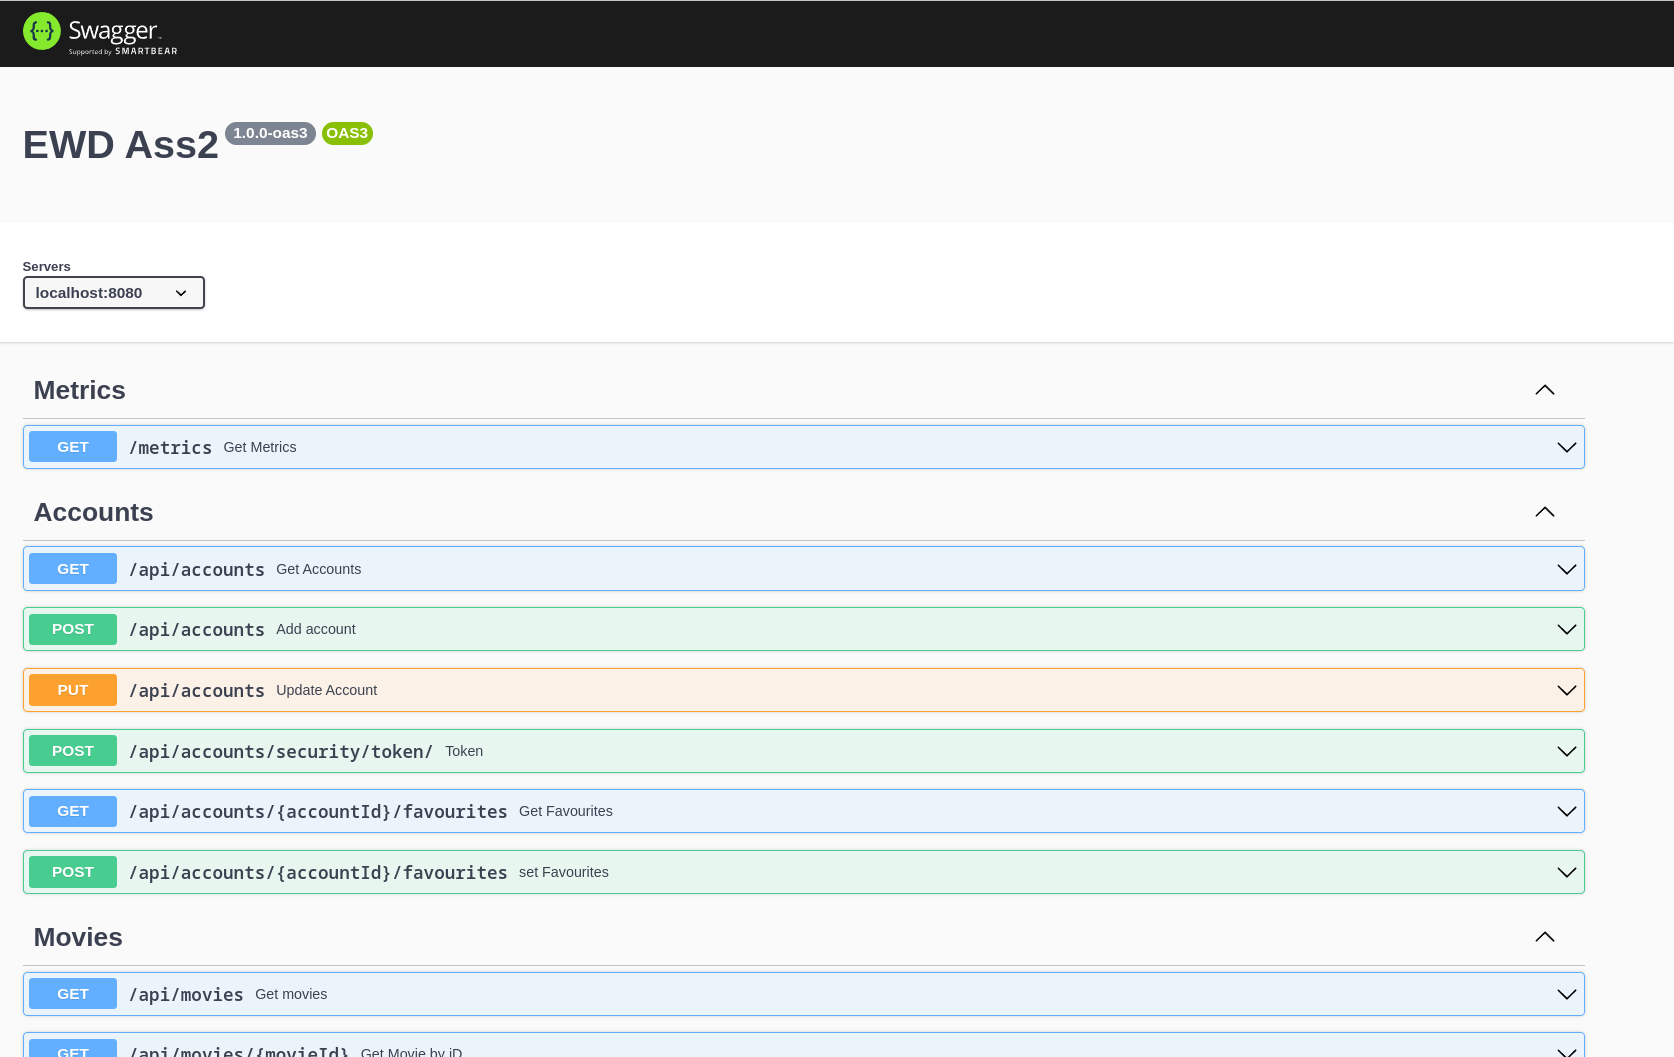 Swagger
Supported by SMARTBEAR
EWD Ass2 1.0.0-oas3 OAS3
Servers
localhost:8080
Metrics
GET /metrics Get Metrics
Accounts
GET /api/accounts Get Accounts
POST /api/accounts Add account
PUT /api/accounts Update Account
POST /api/accounts/security/token/ Token
GET /api/accounts/{accountId}/favourites Get Favourites
POST /api/accounts/{accountId}/favourites set Favourites
Movies
GET /api/movies Get movies
GET /api/movies/{movieId} Get Movie by iD